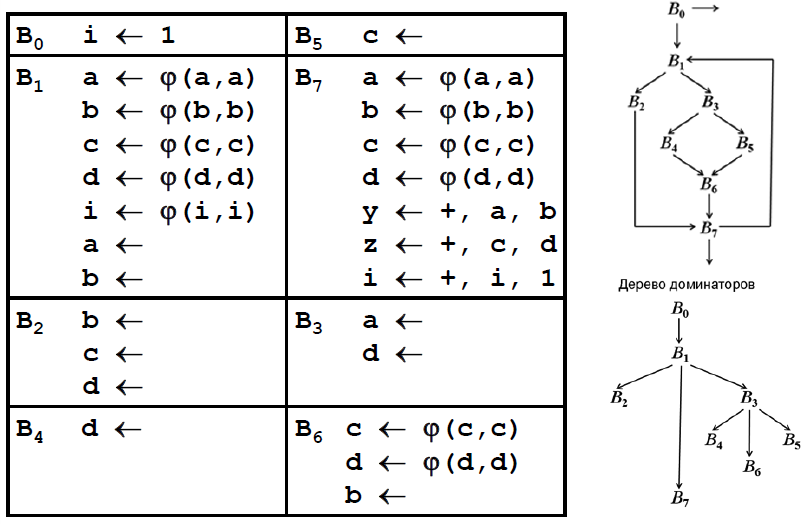 B0 i ← 1
B5 c ←
B1 a ← φ(a,a)
b ← φ(b,b)
c ← φ(c,c)
d ← φ(d,d)
i ← φ(i,i)
a ←
b ←
B7 a ← φ(a,a)
b ← φ(b,b)
c ← φ(c,c)
d ← φ(d,d)
y ← +, a, b
z ← +, c, d
i ← +, i, 1
B2 b ←
c ←
d ←
B3 a ←
d ←
B4 d ←
B6 c ← φ(c,c)
d ← φ(d,d)
b ←
B0
B1
B2 B3
B4 B5
B6
B7
Дерево доминаторов
B0
B1
B2 B3
B4 B5
B6
B7